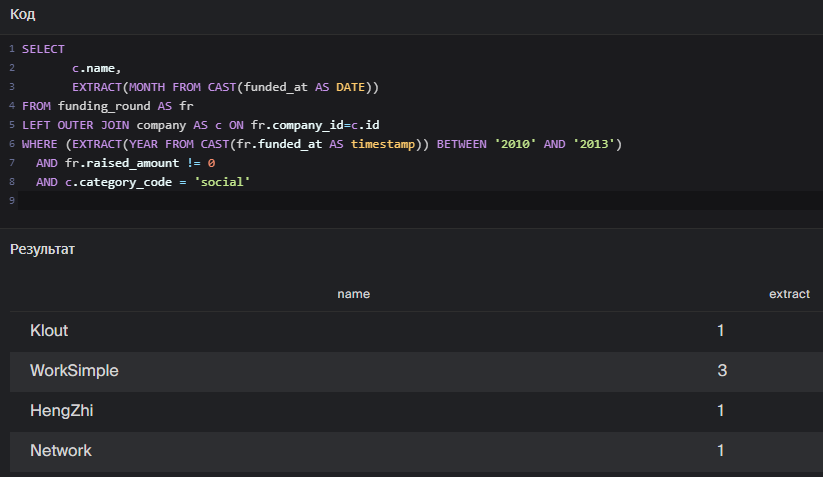 Код
1 SELECT
2 c.name,
3 EXTRACT(MONTH FROM CAST(funded_at AS DATE))
4 FROM funding_round AS fr
5 LEFT OUTER JOIN company AS c ON fr.company_id=c.id
6 WHERE (EXTRACT(YEAR FROM CAST(fr.funded_at AS timestamp)) BETWEEN '2010' AND '2013')
7 AND fr.raised_amount != 0
8 AND c.category_code = 'social'
9
Результат
name extract
Klout 1
WorkSimple 3
HengZhi 1
Network 1